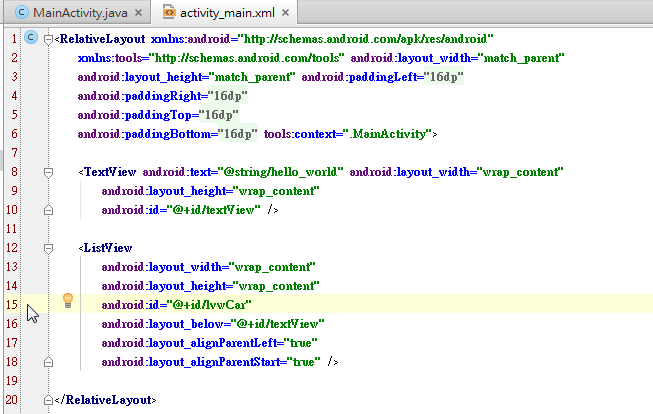 MainActivity.java activity_main.xml
1 <RelativeLayout xmlns:android="http://schemas.android.com/apk/res/android"
2 xmlns:tools="http://schemas.android.com/tools" android:layout_width="match_parent"
3 android:layout_height="match_parent" android:paddingLeft="16dp"
4 android:paddingRight="16dp"
5 android:paddingTop="16dp"
6 android:paddingBottom="16dp" tools:context=".MainActivity">
7
8 <TextView android:text="@string/hello_world" android:layout_width="wrap_content"
9 android:layout_height="wrap_content"
10 android:id="@+id/textView" />
11
12 <ListView
13 android:layout_width="wrap_content"
14 android:layout_height="wrap_content"
15 android:id="@+id/lvwCar"
16 android:layout_below="@+id/textView"
17 android:layout_alignParentLeft="true"
18 android:layout_alignParentStart="true" />
19
20 </RelativeLayout>